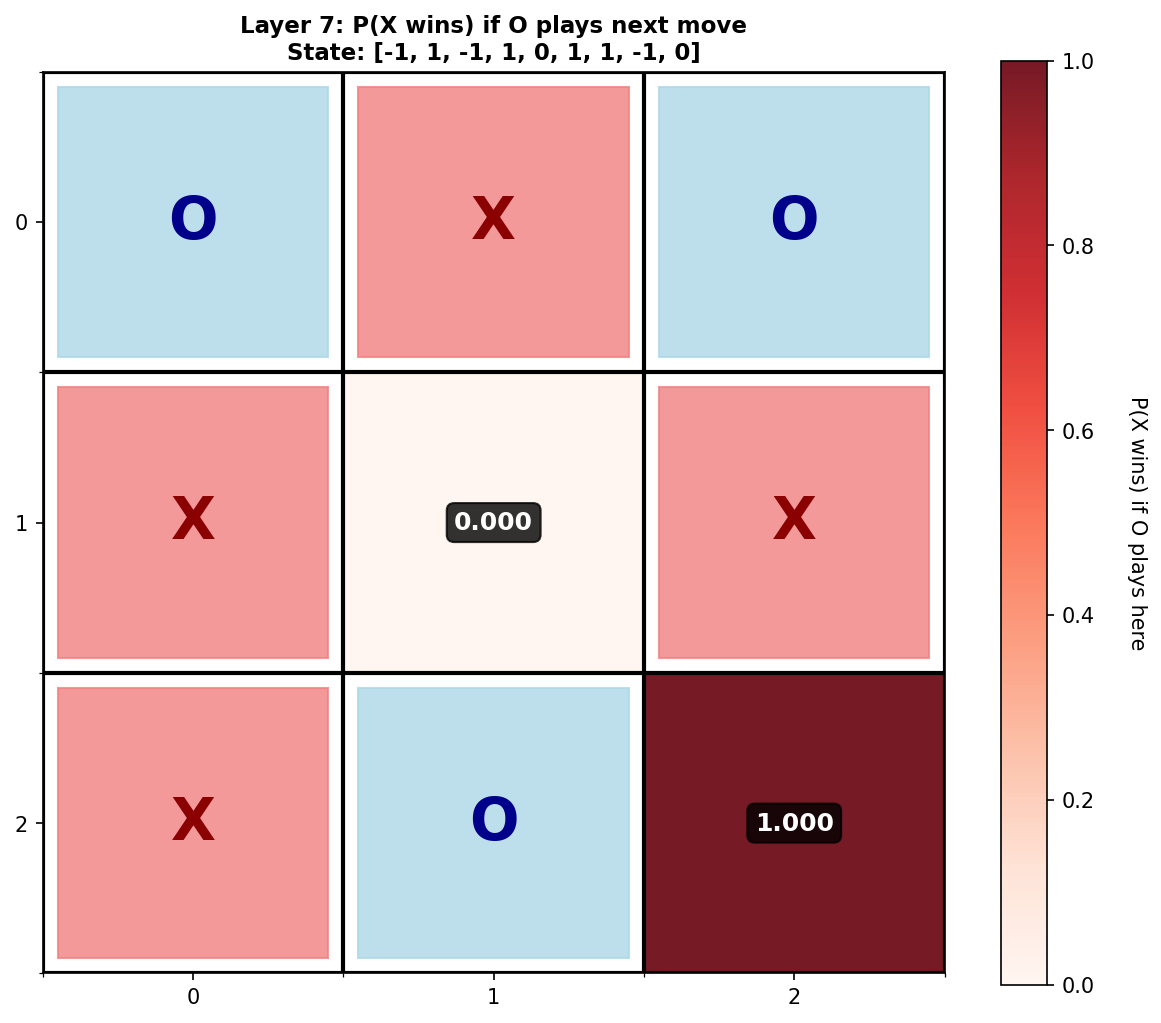 Layer 7: P(X wins) if O plays next move
State: [-1, 1, -1, 1, 0, 1, 1, -1, 0]
0
O
X
O
1
X
0.000
X
2
X
O
1.000
0
1
2
1.0
0.8
0.6
0.4
0.2
0.0
P(X wins) if O plays here